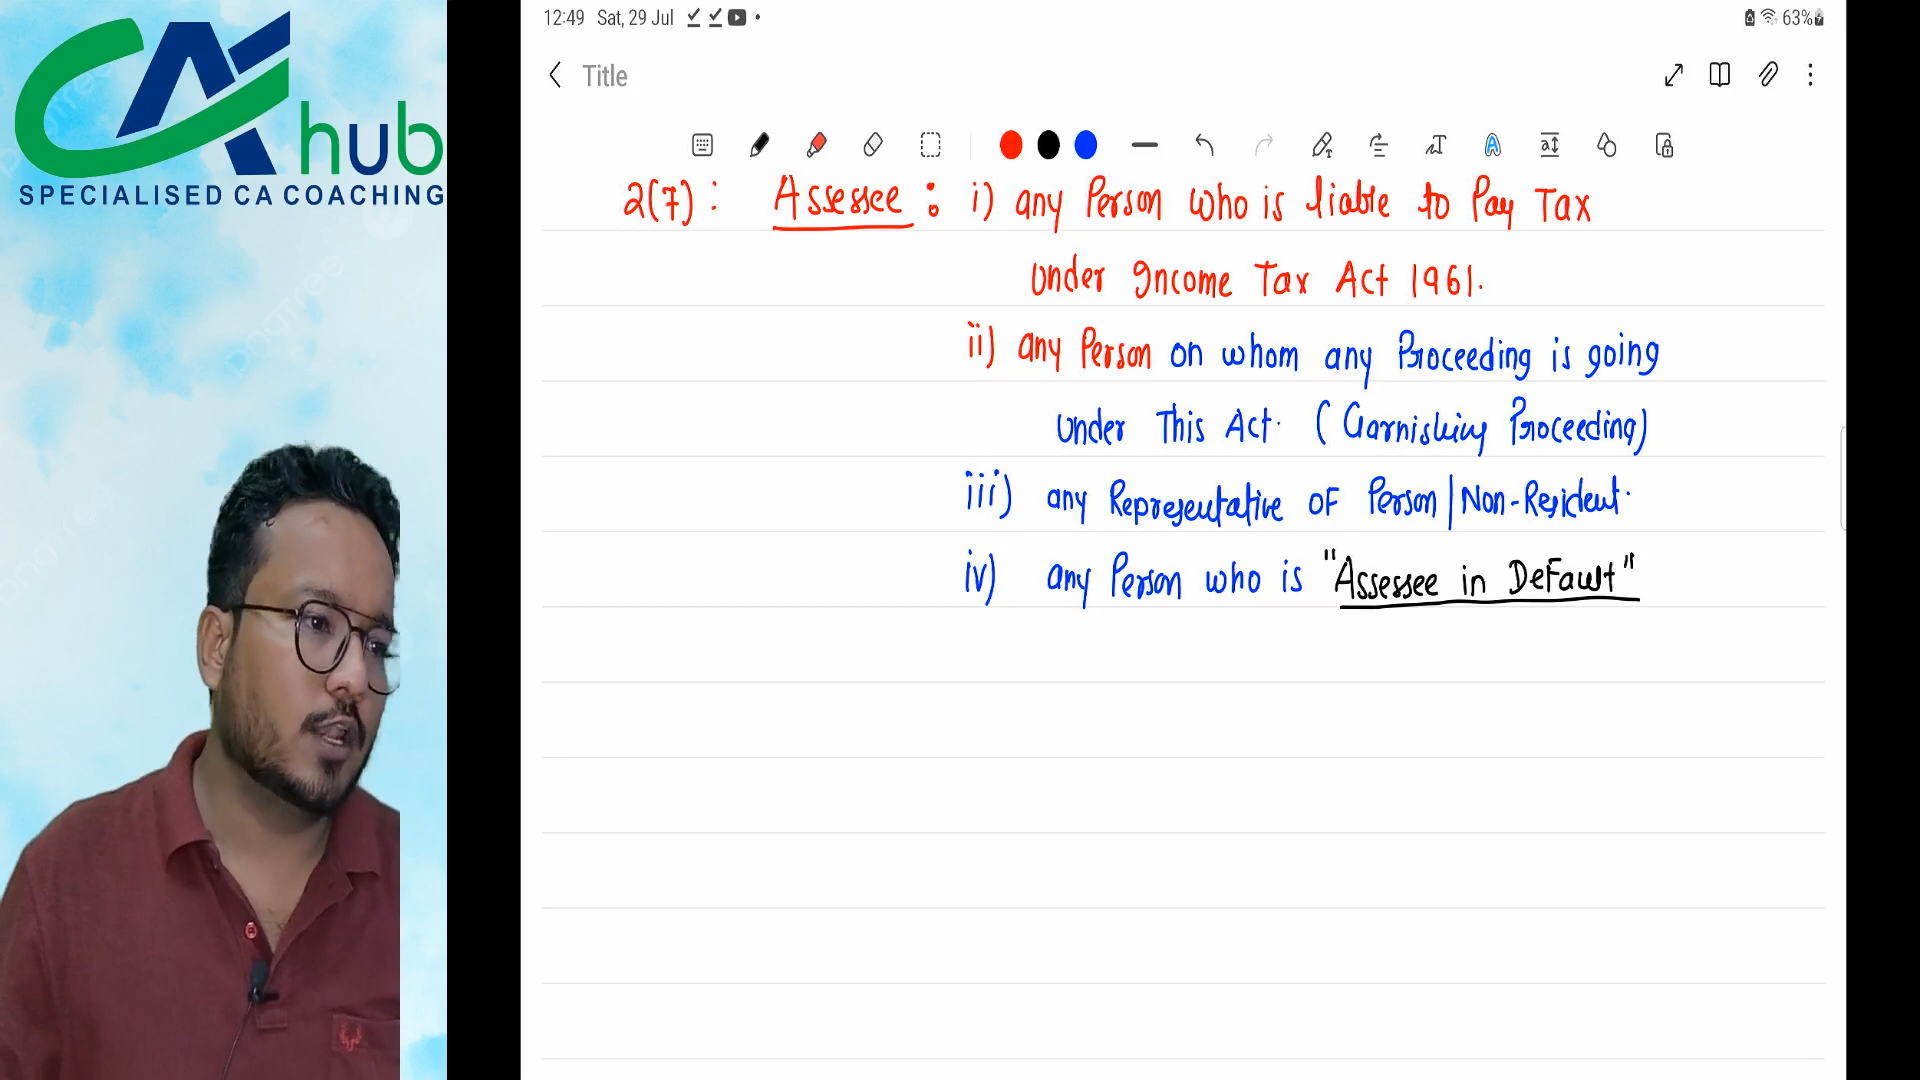 CA hub
SPECIALISED CA COACHING
12:49 Sat, 29 Jul
63%
Title
2(7) : Assessee : i) any Person who is liable to Pay Tax
under Income Tax Act 1961.
ii) any Person on whom any Proceeding is going
under This Act. (Garnishing Proceeding)
iii) any Representative of Person | Non-Resident.
iv) any Person who is "Assessee in Default"